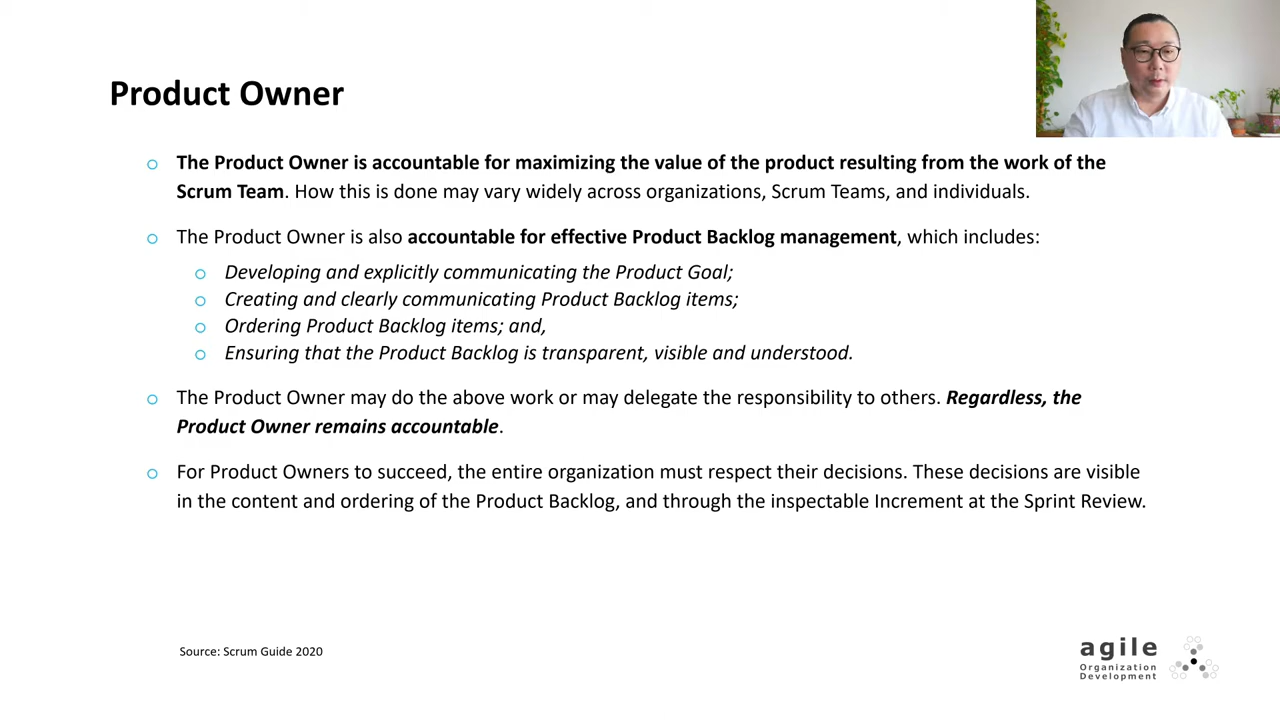 Product Owner
The Product Owner is accountable for maximizing the value of the product resulting from the work of the
Scrum Team. How this is done may vary widely across organizations, Scrum Teams, and individuals.
The Product Owner is also accountable for effective Product Backlog management, which includes:
Developing and explicitly communicating the Product Goal;
Creating and clearly communicating Product Backlog items;
Ordering Product Backlog items; and,
Ensuring that the Product Backlog is transparent, visible and understood.
The Product Owner may do the above work or may delegate the responsibility to others. Regardless, the
Product Owner remains accountable.
For Product Owners to succeed, the entire organization must respect their decisions. These decisions are visible
in the content and ordering of the Product Backlog, and through the inspectable Increment at the Sprint Review.
Source: Scrum Guide 2020
agile
Organization
Development